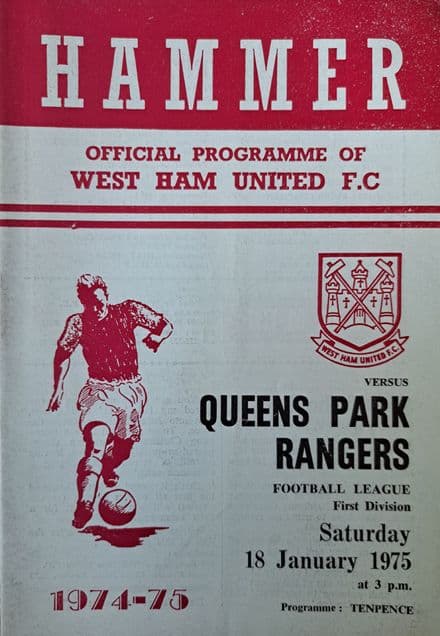 HAMMER
OFFICIAL PROGRAMME OF
WEST HAM UNITED F.C
WEST HAM UNITED F.C.
VERSUS
QUEENS PARK
RANGERS
FOOTBALL LEAGUE
First Division
Saturday
18 January 1975
at 3 p.m.
1974-75
Programme : TENPENCE